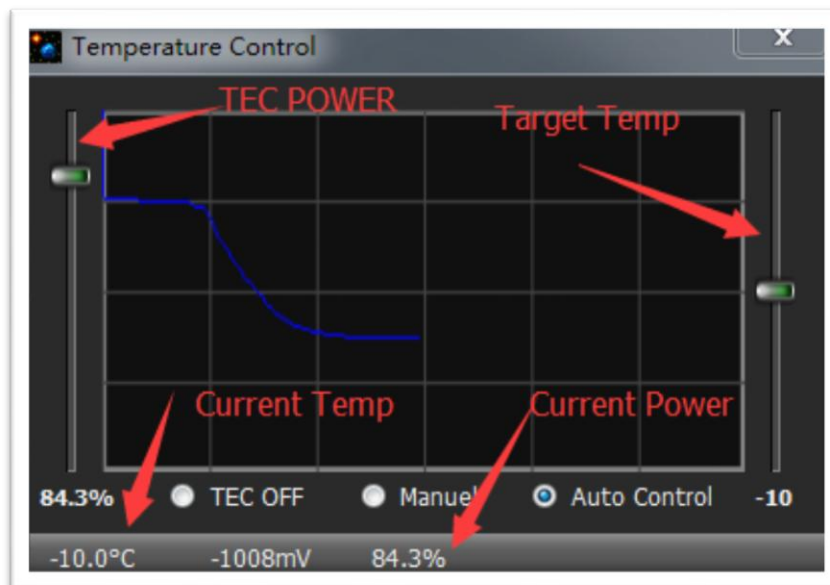 Temperature Control
X
TEC POWER
Target Temp
Current Temp
Current Power
84.3%
TEC OFF
Manuel
Auto Control
-10
-10.0°C
-1008mV
84.3%